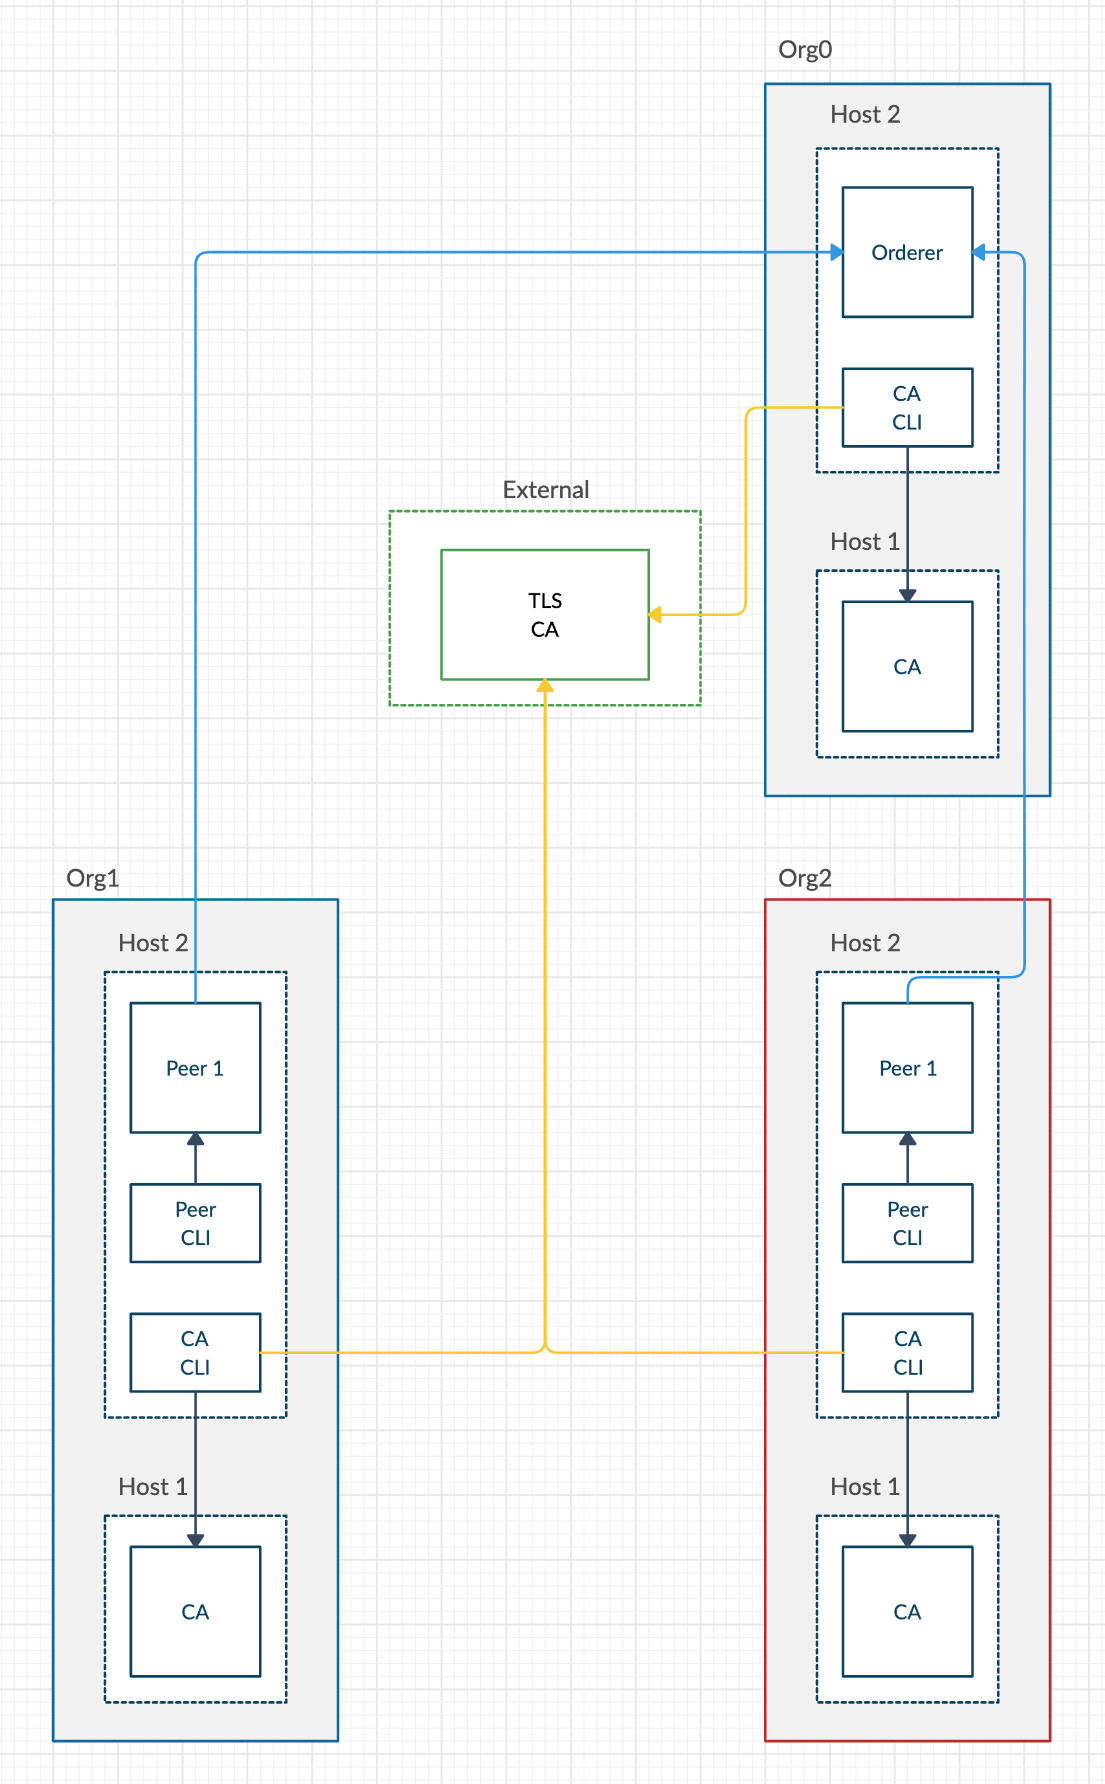 Org0
Host 2
Orderer
CA
CLI
External
Host 1
TLS
CA
CA
Org1
Host 2
Peer 1
Peer
CLI
CA
CLI
Host 1
CA
Org2
Host 2
Peer 1
Peer
CLI
CA
CLI
Host 1
CA